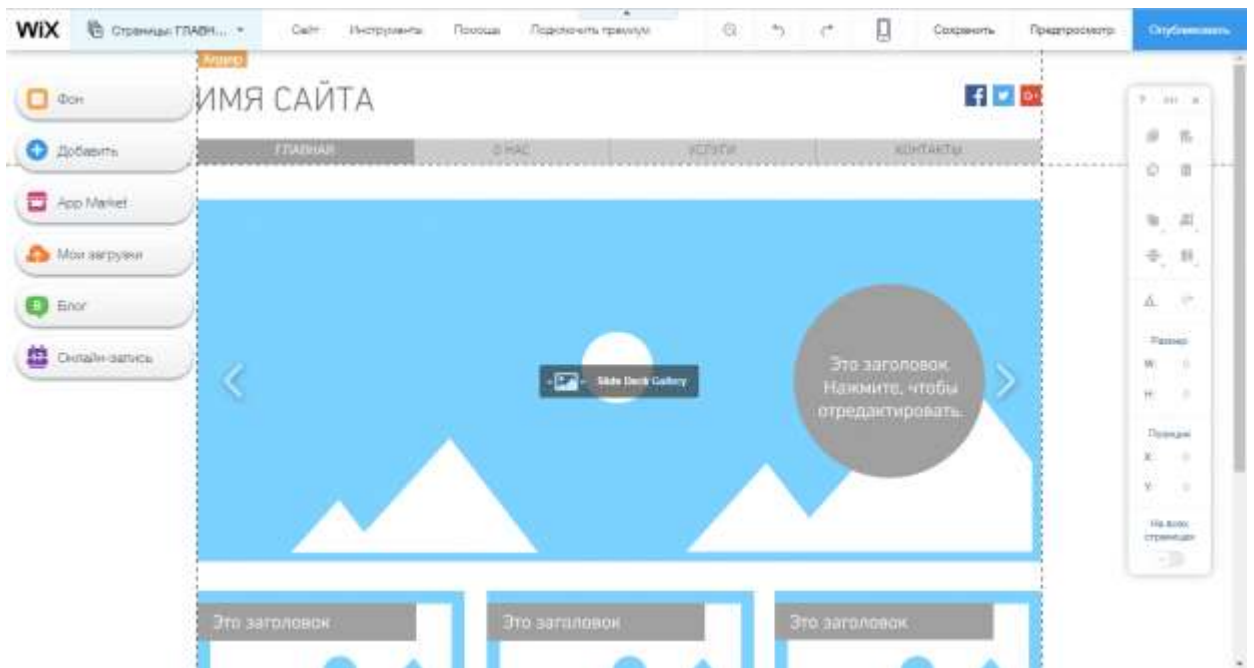 WiX
Страницы: ГЛАВН...
Сайт
Инструменты
Помощь
Подключить премиум
Сохранить
Предпросмотр
Опубликовать
Хедер
Фон
Добавить
App Market
Мои загрузки
Блог
Онлайн-запись
ИМЯ САЙТА
ГЛАВНАЯ
О НАС
УСЛУГИ
КОНТАКТЫ
Slide Deck Gallery
Это заголовок.
Нажмите, чтобы
отредактировать.
Это заголовок
Это заголовок
Это заголовок
Размер
W:
H:
Позиция
X:
Y:
На всех
страницах